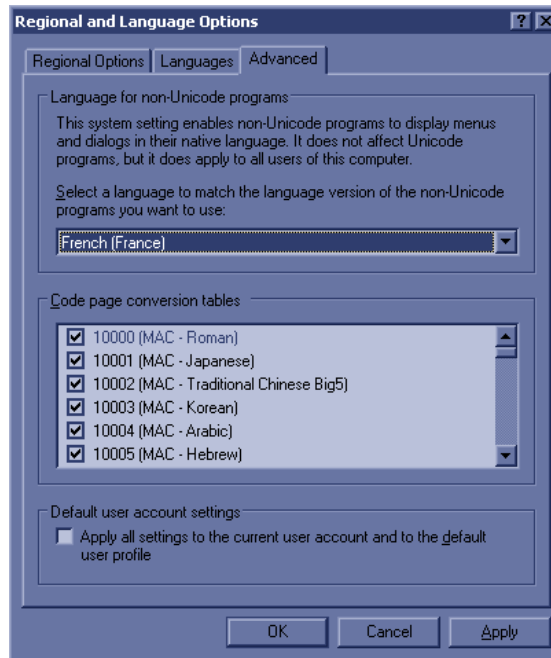 Regional and Language Options
Regional Options Languages Advanced
Language for non-Unicode programs
This system setting enables non-Unicode programs to display menus
and dialogs in their native language. It does not affect Unicode
programs, but it does apply to all users of this computer.
Select a language to match the language version of the non-Unicode
programs you want to use:
French (France)
Code page conversion tables
10000 (MAC - Roman)
10001 (MAC - Japanese)
10002 (MAC - Traditional Chinese Big5)
10003 (MAC - Korean)
10004 (MAC - Arabic)
10005 (MAC - Hebrew)
Default user account settings
Apply all settings to the current user account and to the default
user profile
OK Cancel Apply